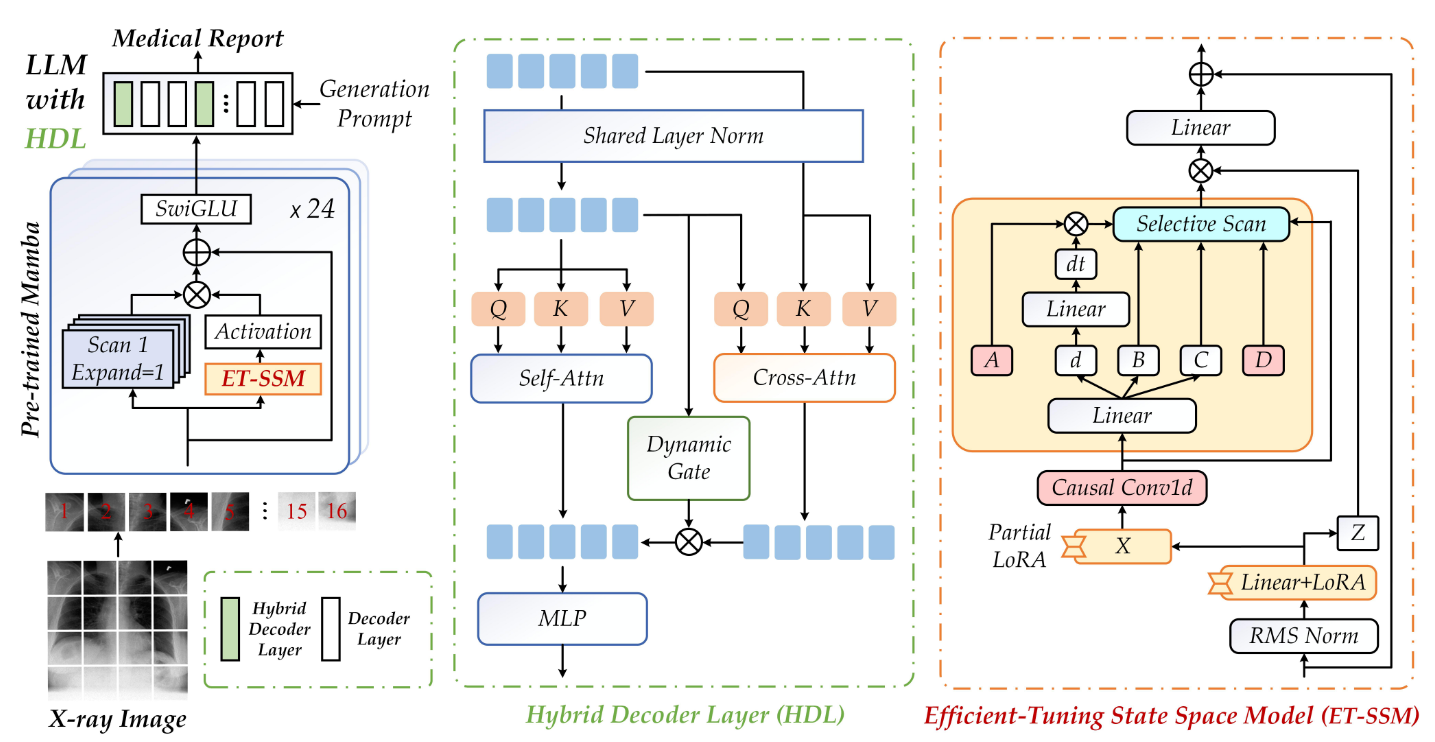 Medical Report
LLM
with
HDL
Generation
Prompt
Pre-trained Mamba
SwiGLU
x 24
Scan 1
Expand=1
Activation
ET-SSM
1
2
3
4
5
15
16
X-ray Image
Hybrid
Decoder
Layer
Decoder
Layer
Shared Layer Norm
Q
K
V
Q
K
V
Self-Attn
Cross-Attn
Dynamic
Gate
MLP
Hybrid Decoder Layer (HDL)
Linear
Selective Scan
dt
Linear
A
d
B
C
D
Linear
Causal Conv1d
Partial
LoRA
X
Z
Linear+LoRA
RMS Norm
Efficient-Tuning State Space Model (ET-SSM)